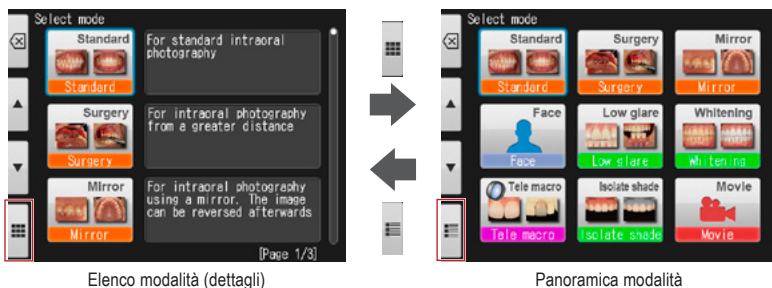 Select mode
Standard
Standard
For standard intraoral
photography
Surgery
Surgery
For intraoral photography
from a greater distance
Mirror
Mirror
For intraoral photography
using a mirror. The image
can be reversed afterwards
[Page 1/3]
Elenco modalità (dettagli)
Select mode
Standard
Standard
Surgery
Surgery
Mirror
Mirror
Face
Face
Low glare
Low glare
Whitening
Whitening
Tele macro
Tele macro
Isolate shade
Isolate shade
Movie
Movie
Panoramica modalità